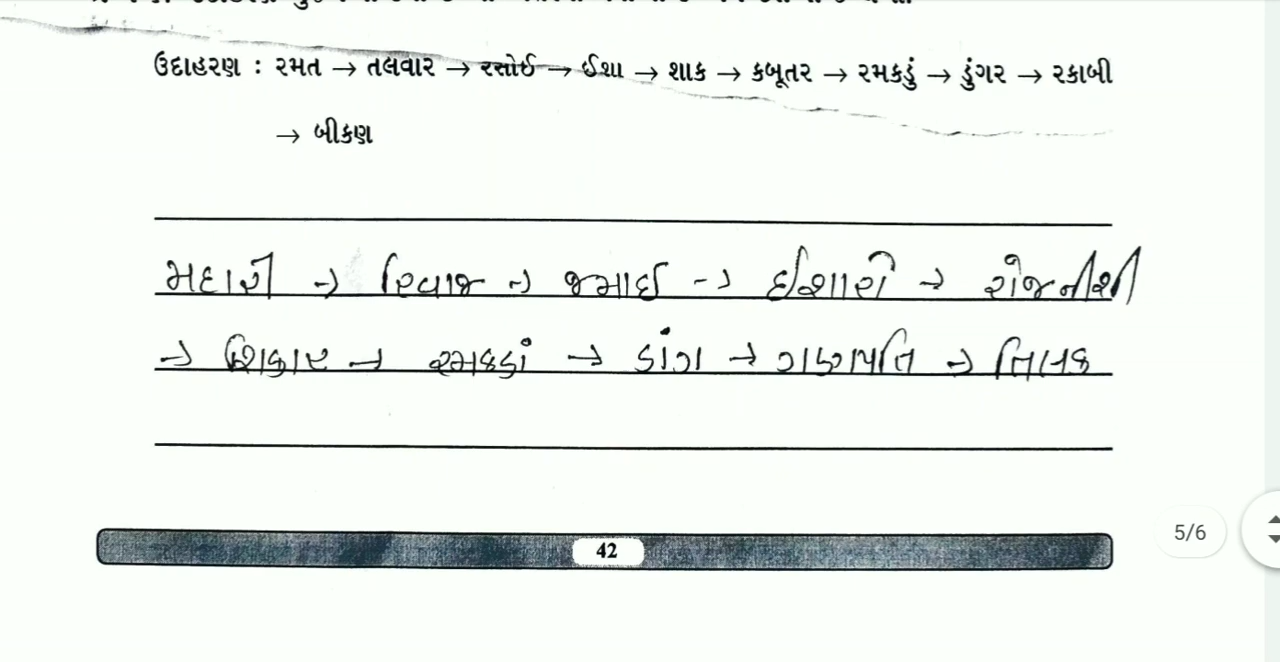 ઉદાહરણ : રમત → તલવાર → રસોઈ → ઈશા → શાક → કબૂતર → રમકડું → ડુંગર → રકાબી
→ બીકણ
મદારી → રિવાજ → જમાઈ → ઈશારો → રોજનીશી
→ શિકાર → રમકડાં → ડાંગ → ગણપતિ → તિલક
42
5/6